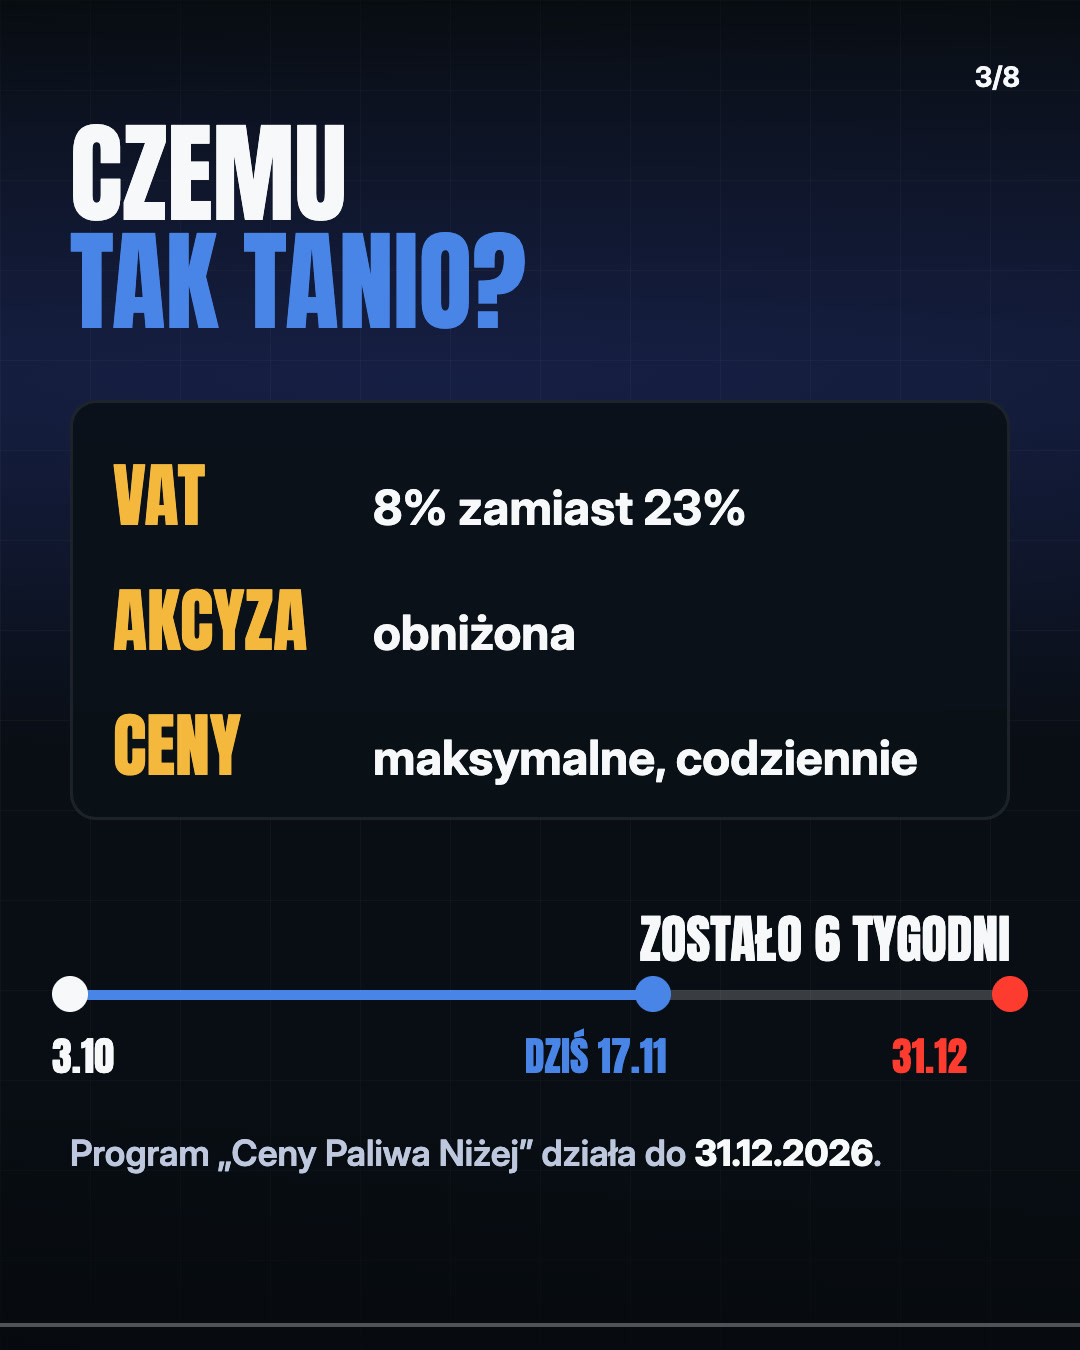 3/8
CZEMU
TAK TANIO?
VAT 8% zamiast 23%
AKCYZA obniżona
CENY maksymalne, codziennie
ZOSTAŁO 6 TYGODNI
3.10 DZIŚ 17.11 31.12
Program „Ceny Paliwa Niżej” działa do 31.12.2026.